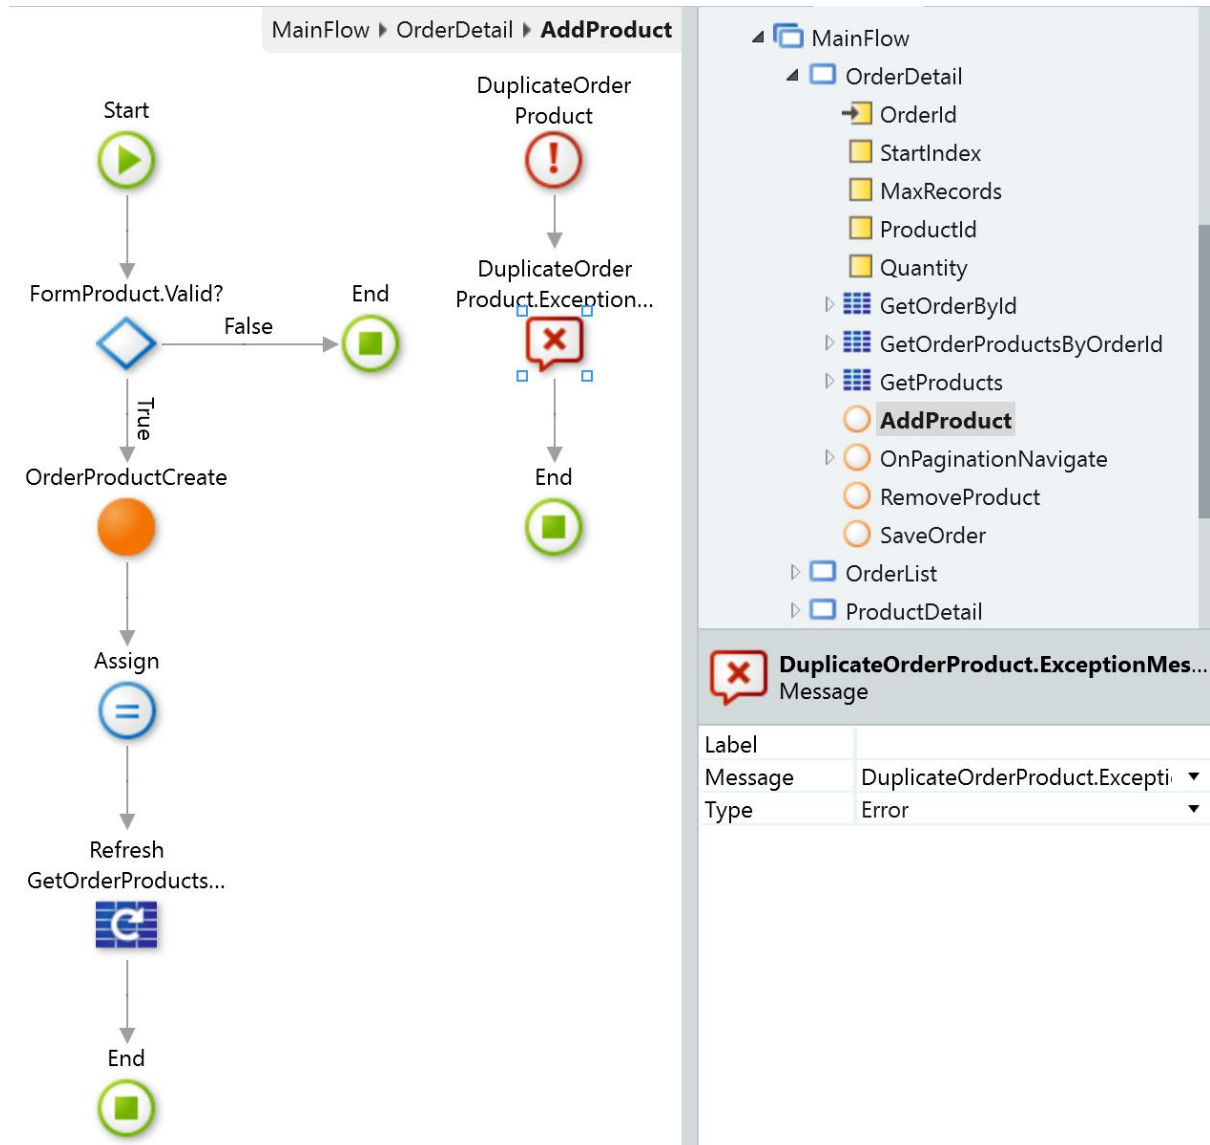 MainFlow OrderDetail AddProduct
Start
FormProduct.Valid?
False
End
True
OrderProductCreate
Assign
Refresh
GetOrderProducts...
End
DuplicateOrder
Product
DuplicateOrder
Product.Exception...
End
MainFlow
OrderDetail
OrderId
StartIndex
MaxRecords
ProductId
Quantity
GetOrderById
GetOrderProductsByOrderId
GetProducts
AddProduct
OnPaginationNavigate
RemoveProduct
SaveOrder
OrderList
ProductDetail
DuplicateOrderProduct.ExceptionMes...
Message
Label
Message DuplicateOrderProduct.Excepti
Type Error